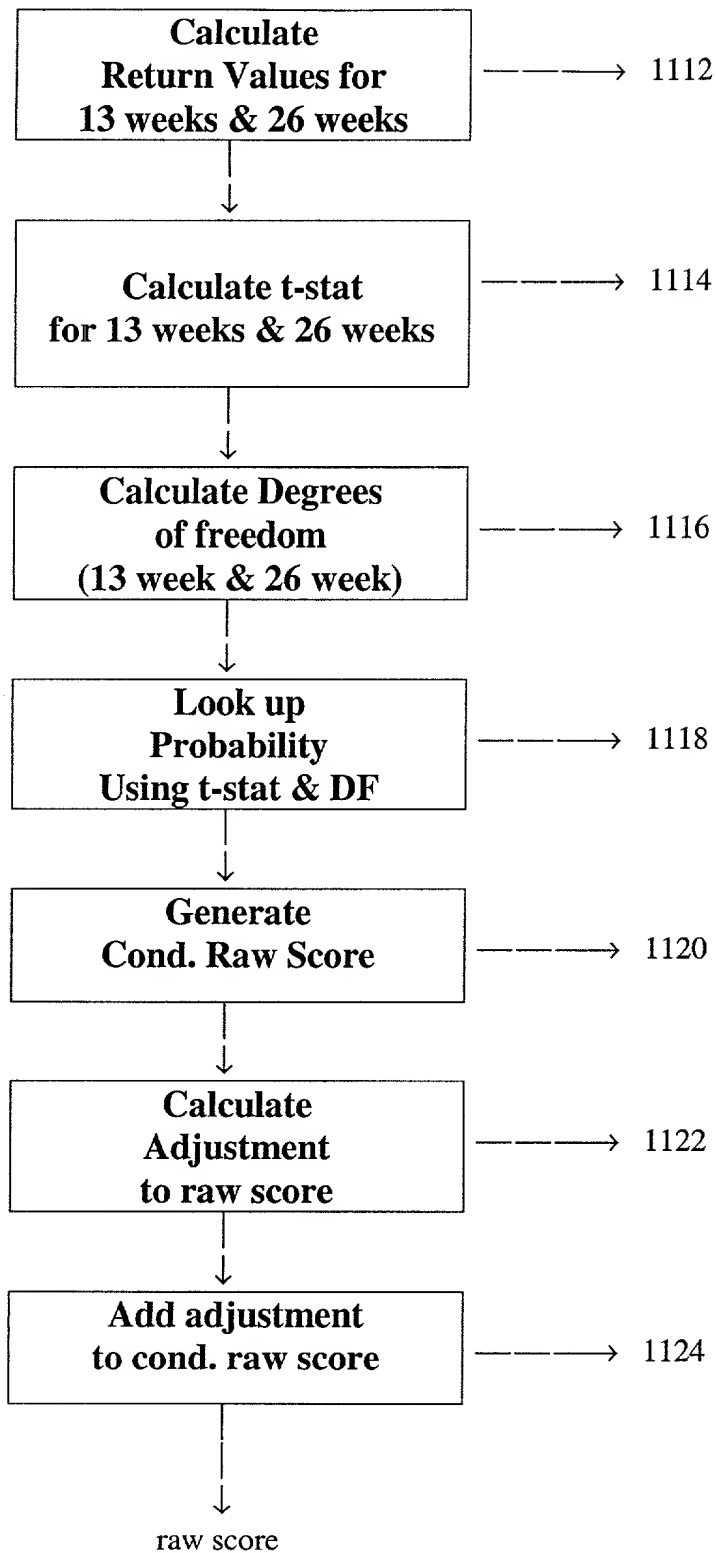 Calculate
Return Values for
13 weeks & 26 weeks
1112
Calculate t-stat
for 13 weeks & 26 weeks
1114
Calculate Degrees
of freedom
(13 week & 26 week)
1116
Look up
Probability
Using t-stat & DF
1118
Generate
Cond. Raw Score
1120
Calculate
Adjustment
to raw score
1122
Add adjustment
to cond. raw score
1124
raw score